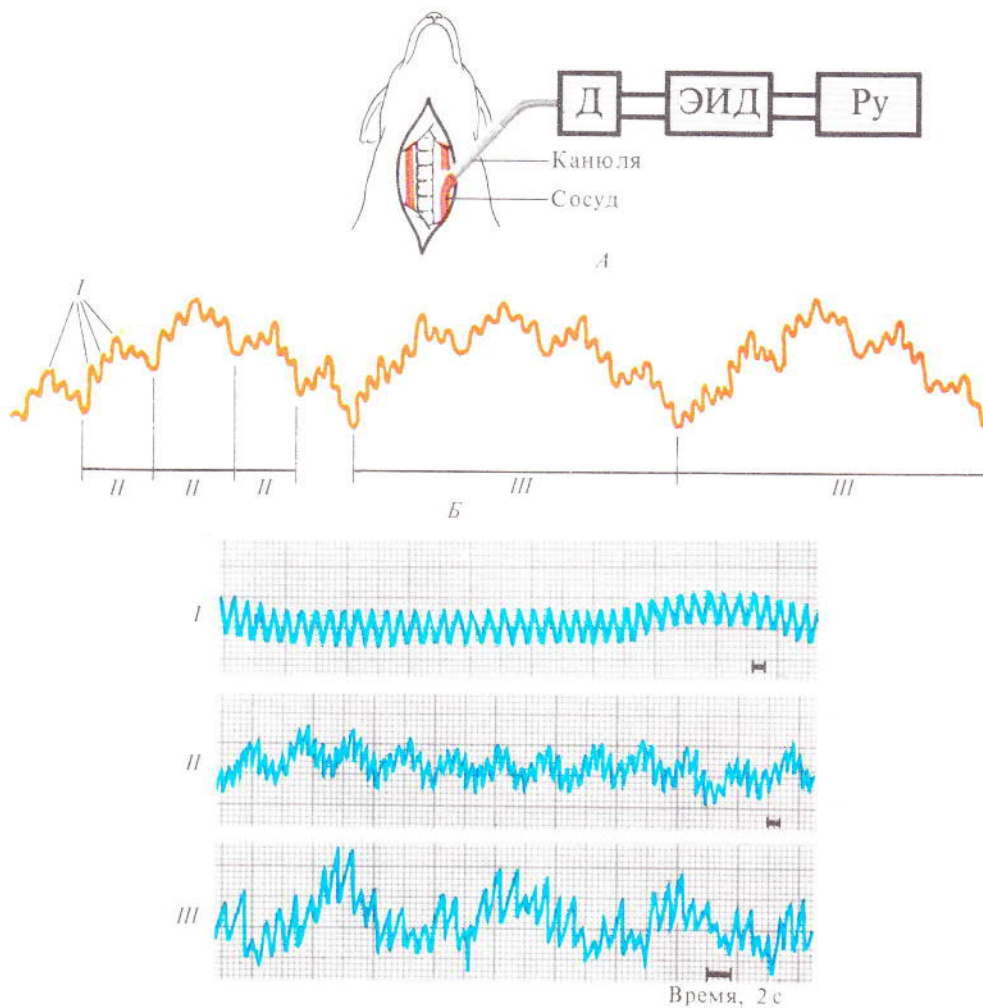 Д ЭИД Ру
Канюля
Сосуд
А
I
II II II III III
Б
I
II
III
Время, 2 с